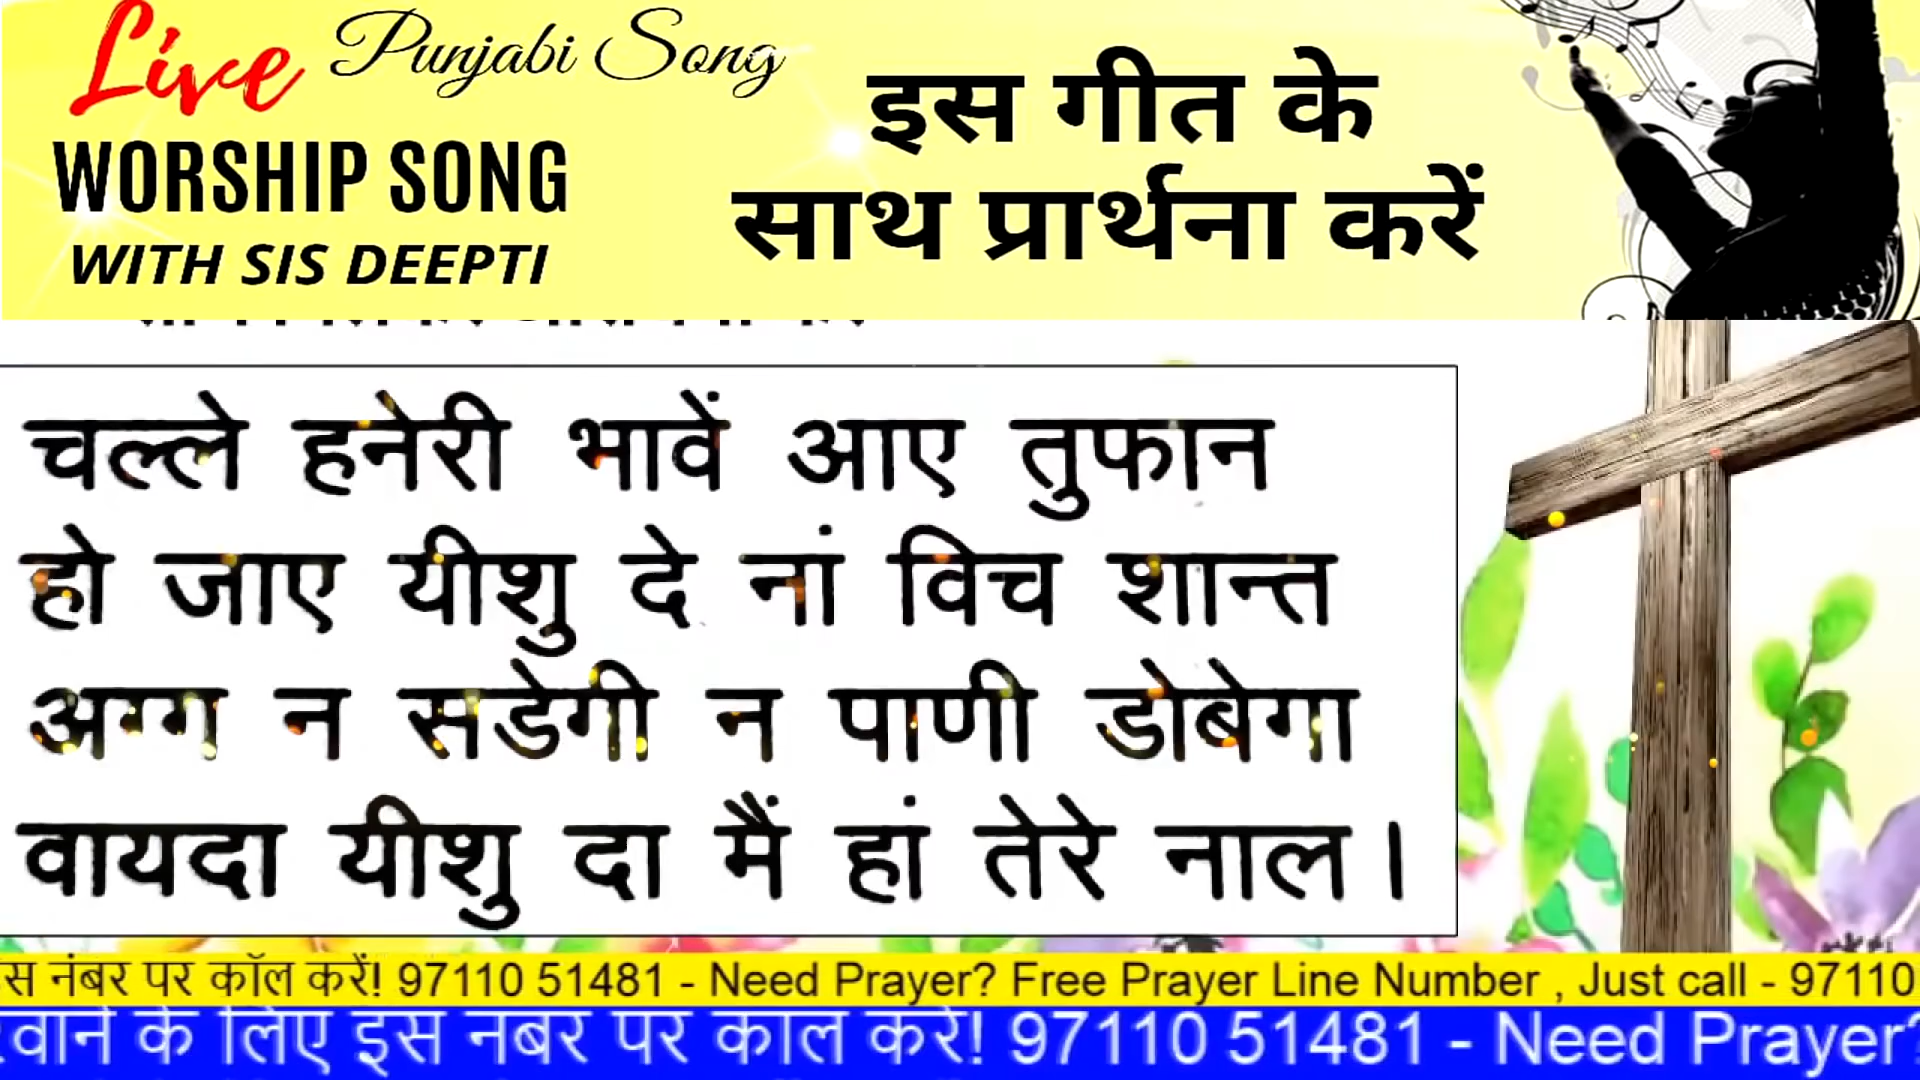 Live Punjabi Song
WORSHIP SONG
WITH SIS DEEPTI
इस गीत के
साथ प्रार्थना करें
चल्ले हनेरी भावें आए तुफान
हो जाए यीशु दे नां विच शान्त
अग्ग न सडेगी न पाणी डोबेगा
वायदा यीशु दा मैं हां तेरे नाल।
नंबर पर कॉल करें! 97110 51481 - Need Prayer? Free Prayer Line Number , Just call - 97110
के लिए इस नंबर पर कॉल करें! 97110 51481 - Need Prayer?